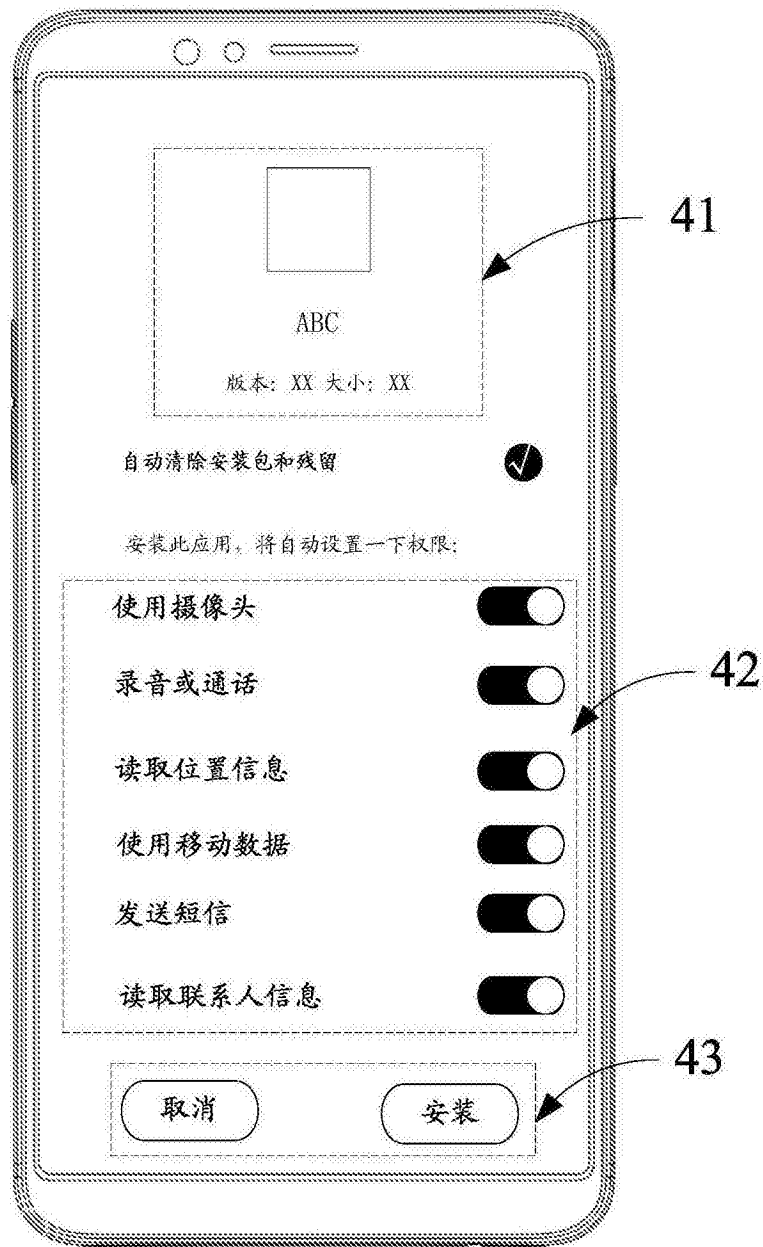 41
ABC
版本：XX 大小：XX
自动清除安装包和残留
安装此应用，将自动设置一下权限：
使用摄像头
录音或通话
读取位置信息
42
使用移动数据
发送短信
读取联系人信息
43
取消
安装